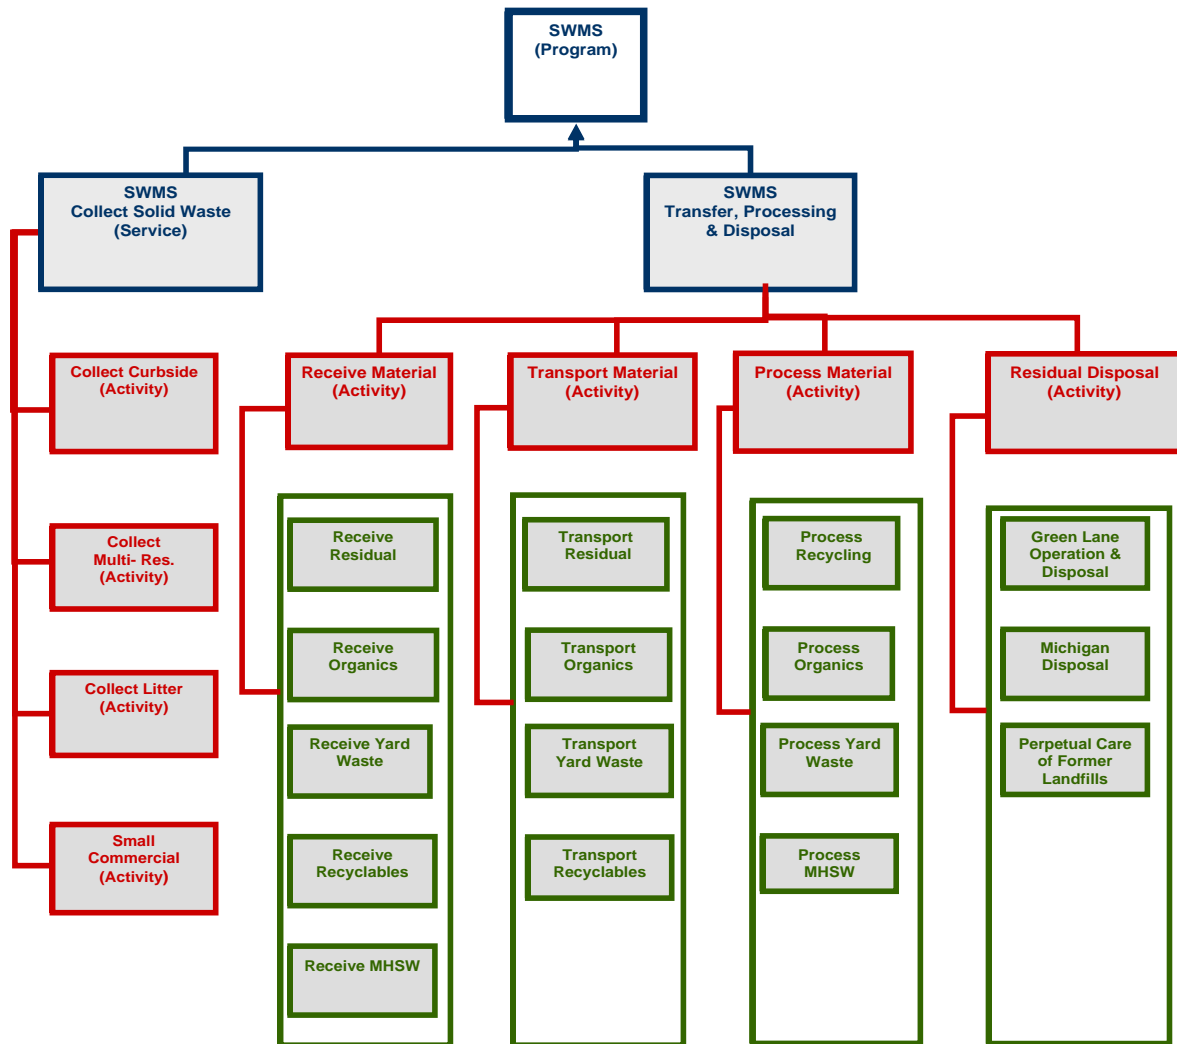 SWMS
(Program)
SWMS
Collect Solid Waste
(Service)
SWMS
Transfer, Processing
& Disposal
Collect Curbside
(Activity)
Receive Material
(Activity)
Transport Material
(Activity)
Process Material
(Activity)
Residual Disposal
(Activity)
Collect
Multi- Res.
(Activity)
Collect Litter
(Activity)
Small
Commercial
(Activity)
Receive
Residual
Receive
Organics
Receive Yard
Waste
Receive
Recyclables
Receive MHSW
Transport
Residual
Transport
Organics
Transport
Yard Waste
Transport
Recyclables
Process
Recycling
Process
Organics
Process Yard
Waste
Process
MHSW
Green Lane
Operation &
Disposal
Michigan
Disposal
Perpetual Care
of Former
Landfills